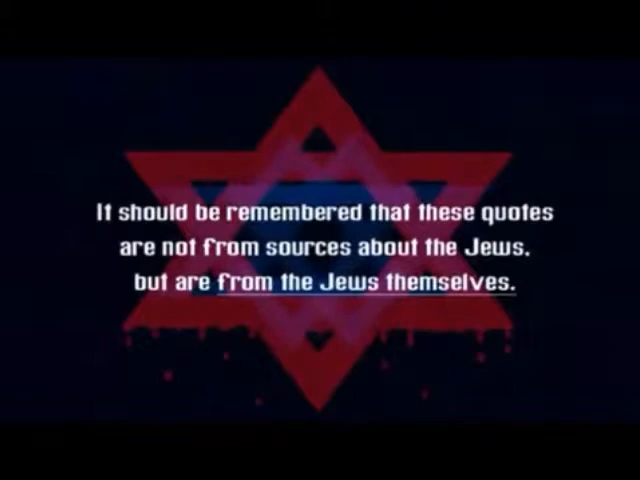 It should be remembered that these quotes
are not from sources about the Jews,
but are from the Jews themselves.